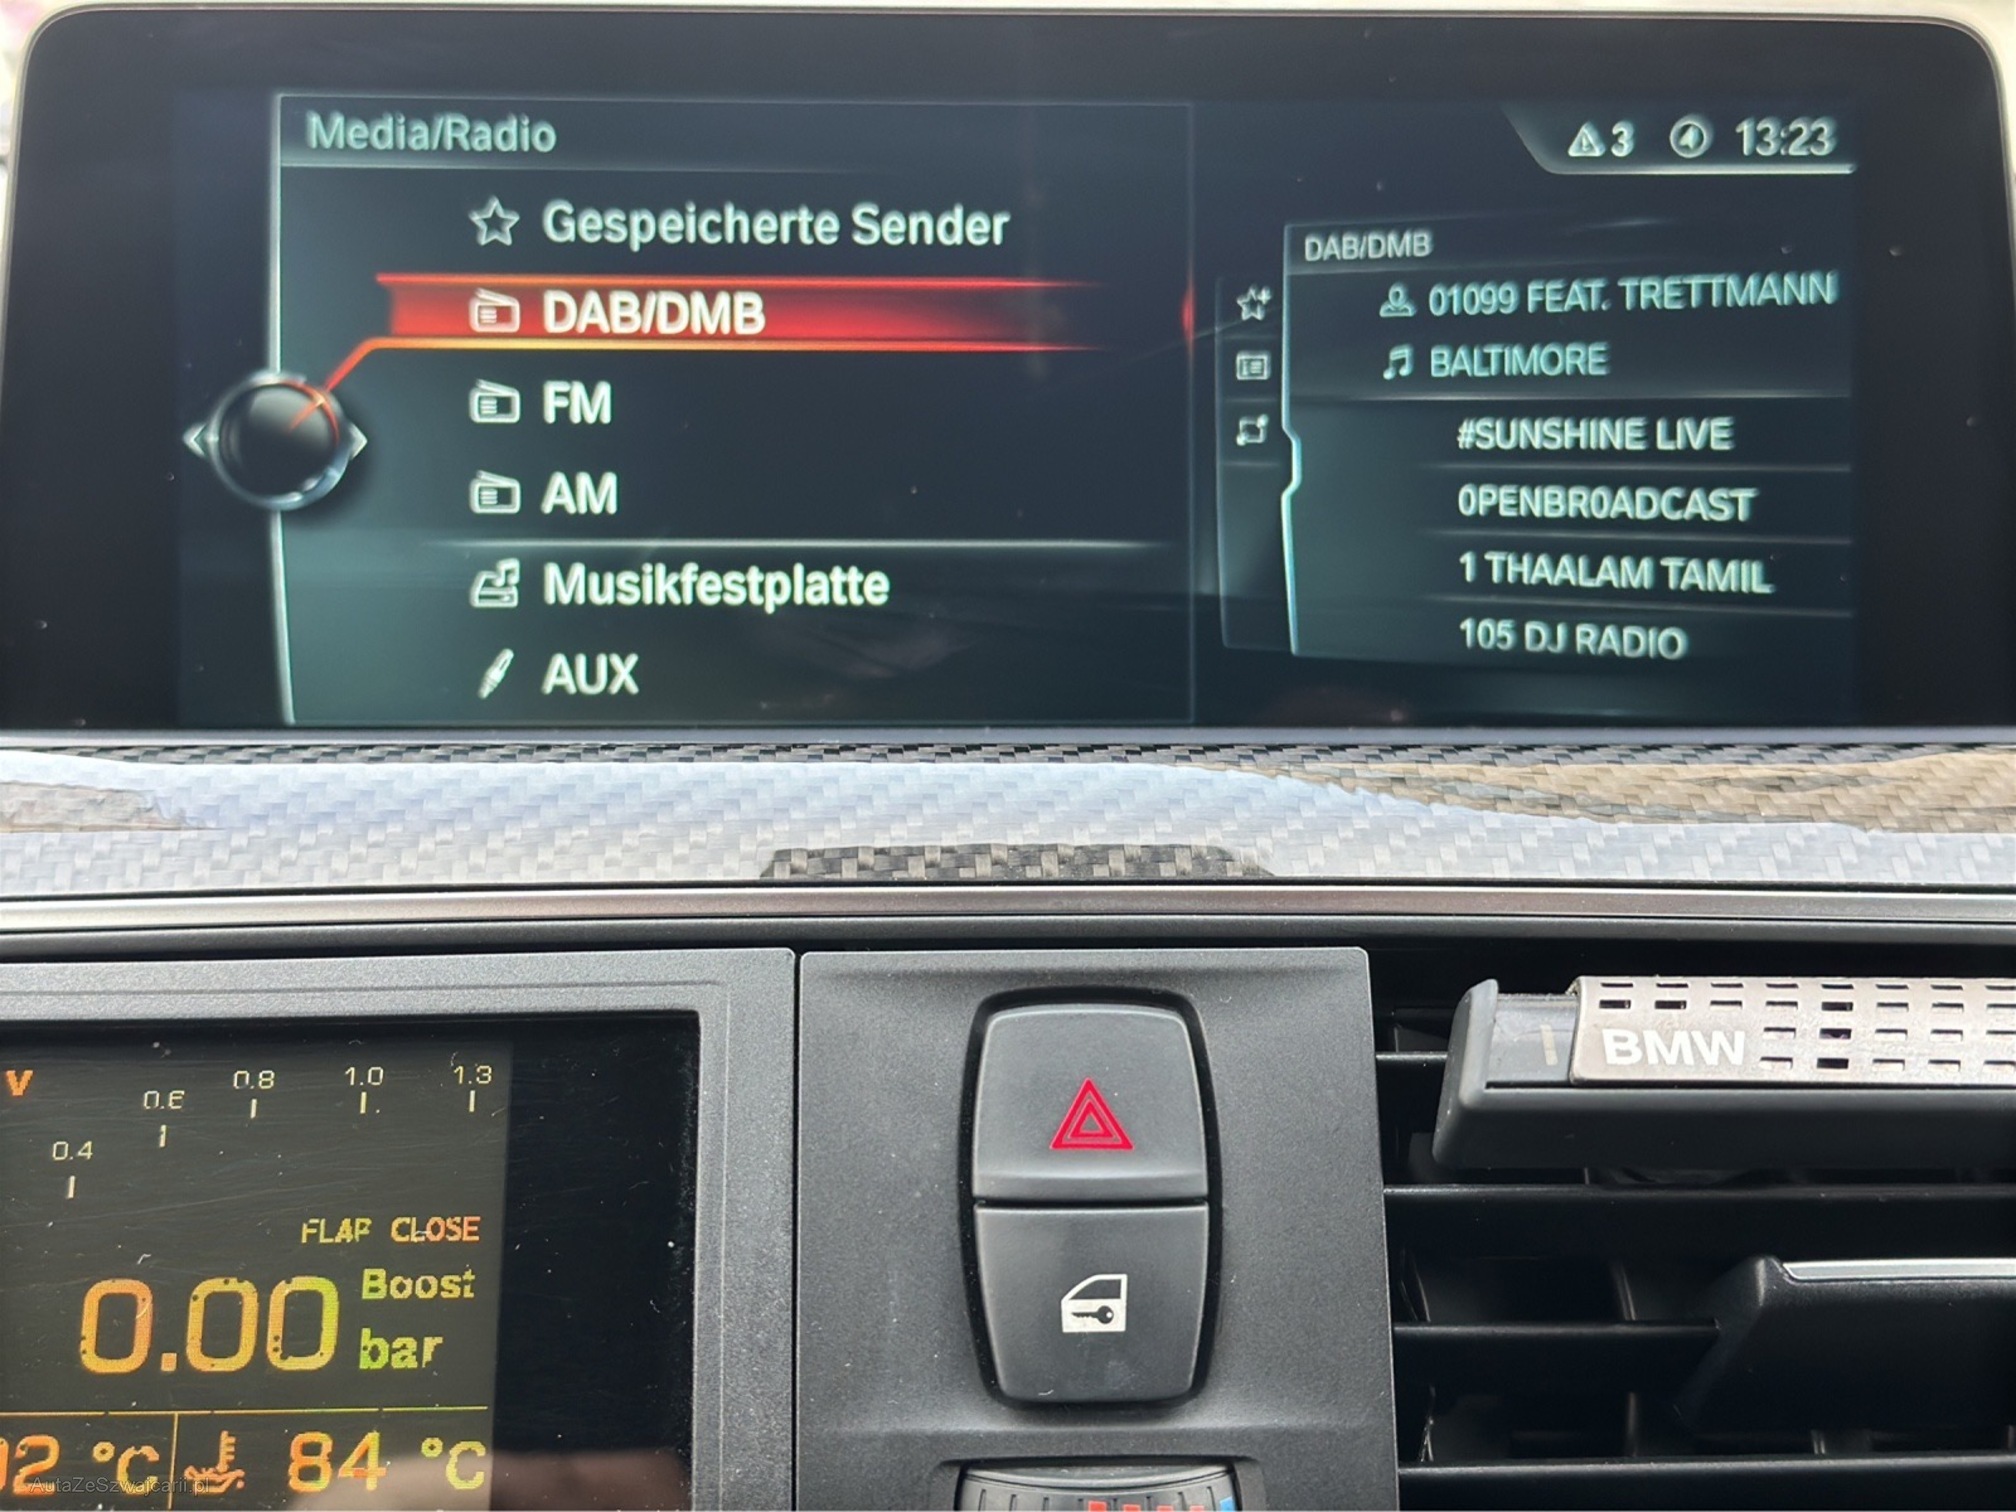 Media/Radio
3 13:23
Gespeicherte Sender
DAB/DMB
FM
AM
Musikfestplatte
AUX
DAB/DMB
01099 FEAT. TRETTMANN
BALTIMORE
#SUNSHINE LIVE
0PENBR0ADCAST
1 THAALAM TAMIL
105 DJ RADIO
BMW
V
0.4 0.6 0.8 1.0 1.3
FLAP CLOSE
0.00 Boost
bar
°C 84 °C
AutaZeSzwajcarii.pl